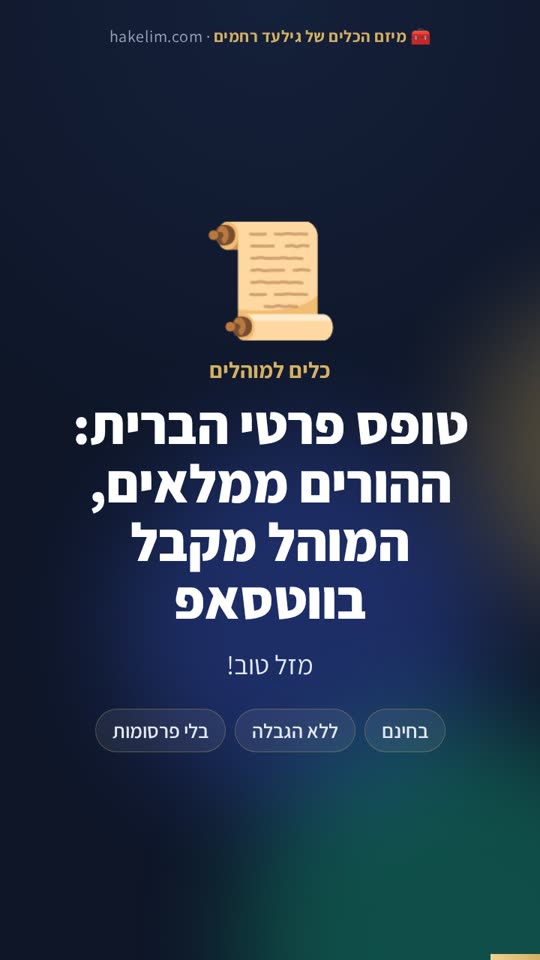 🧰 מיזם הכלים של גילעד רחמים · hakelim.com
כלים למוהלים
טופס פרטי הברית:
ההורים ממלאים,
המוהל מקבל
בווטסאפ
מזל טוב!
בחינם
ללא הגבלה
בלי פרסומות